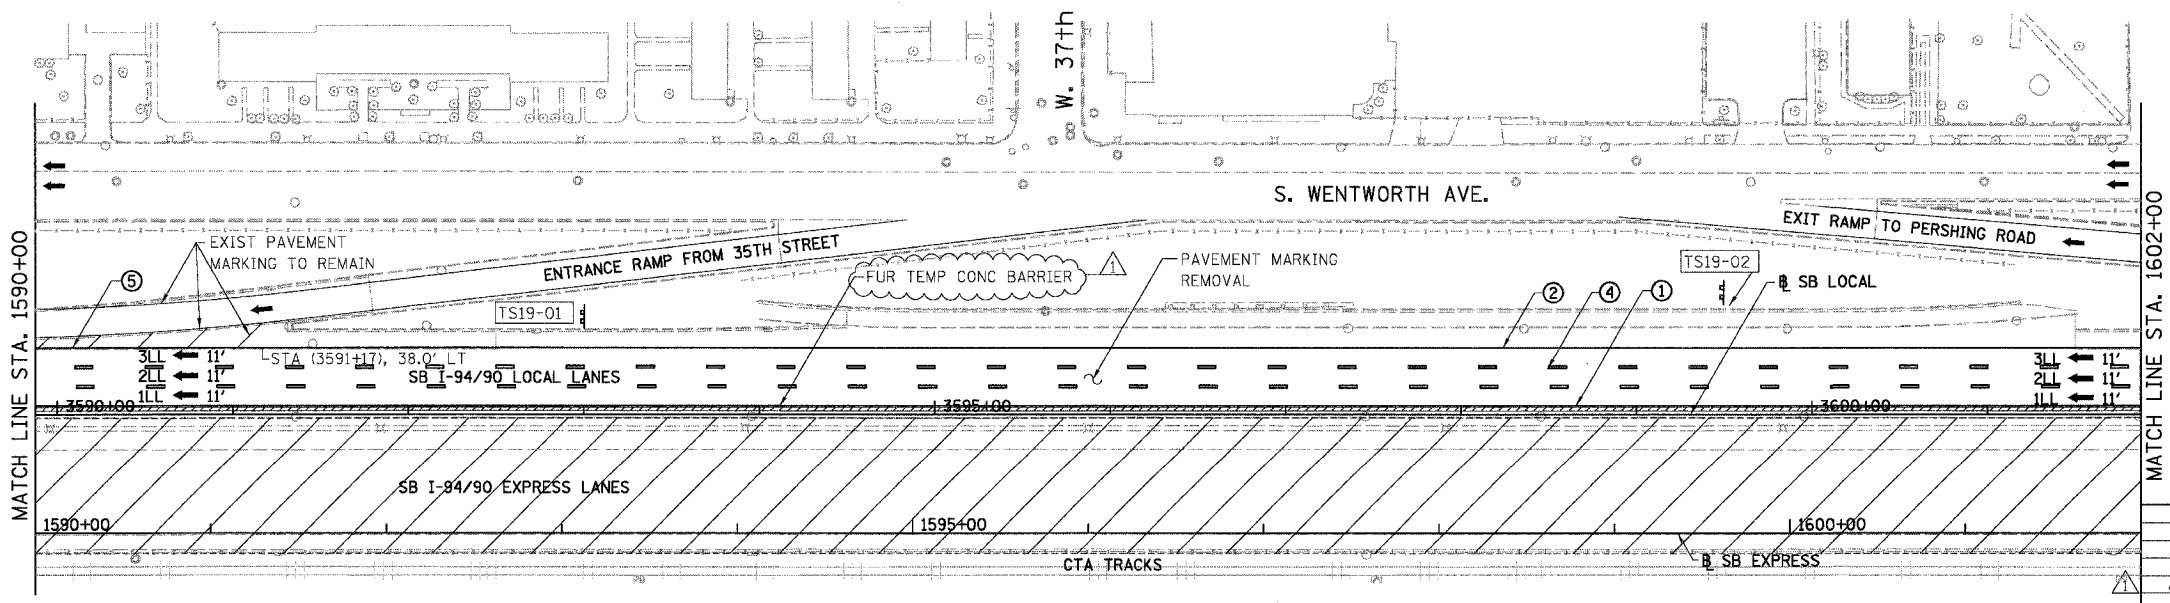 W. 37th
S. WENTWORTH AVE.
MATCH LINE STA. 1590+00
MATCH LINE STA. 1602+00
EXIST PAVEMENT
MARKING TO REMAIN
ENTRANCE RAMP FROM 35TH STREET
EXIT RAMP TO PERSHING ROAD
FUR TEMP CONC BARRIER
1
PAVEMENT MARKING
REMOVAL
TS19-02
SB LOCAL
5
TS19-01
2
4
1
STA (3591+17), 38.0' LT
3LL 11'
2LL 11'
1LL 11'
SB I-94/90 LOCAL LANES
3LL 11'
2LL 11'
1LL 11'
3590+00
3595+00
3600+00
SB I-94/90 EXPRESS LANES
1590+00
1595+00
1600+00
CTA TRACKS
SB EXPRESS
1